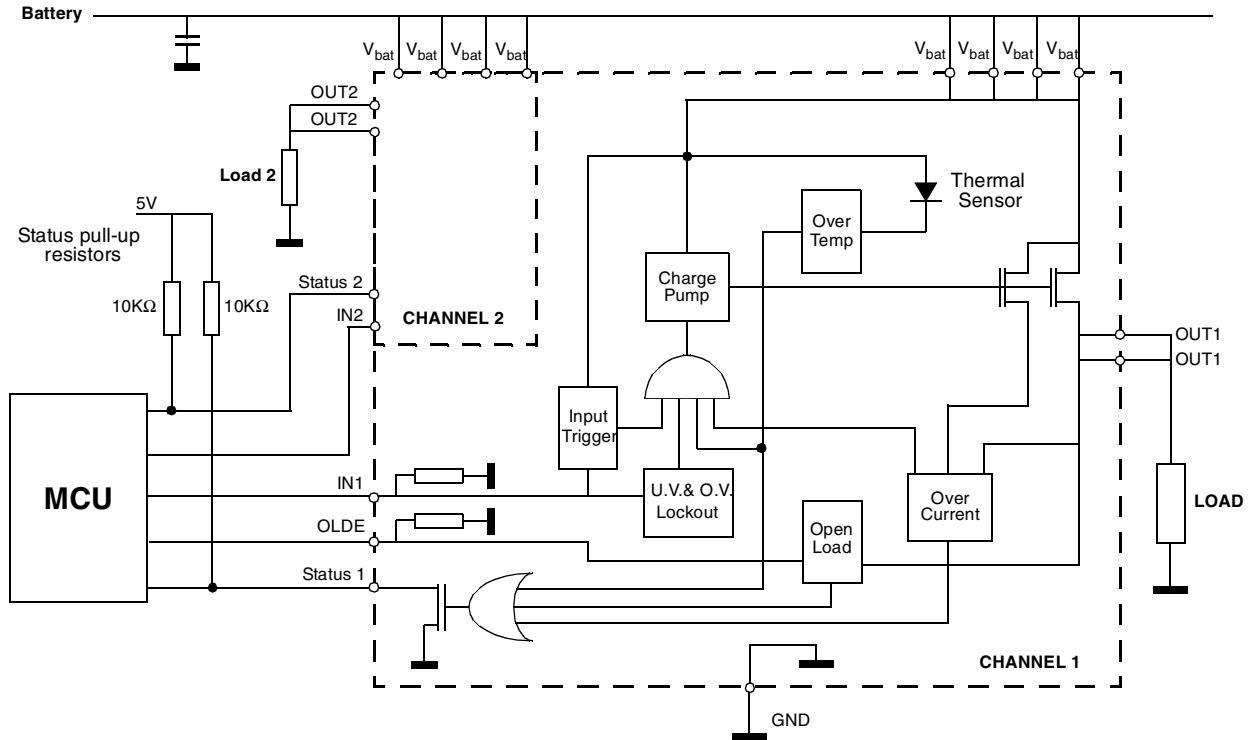 Battery
Vbat Vbat Vbat Vbat
Vbat Vbat Vbat Vbat
OUT2
OUT2
Load 2
5V
Status pull-up
resistors
10KΩ
10KΩ
Status 2
IN2
CHANNEL 2
Thermal
Sensor
Over
Temp
Charge
Pump
OUT1
OUT1
Input
Trigger
MCU
IN1
U.V.& O.V.
Lockout
Over
Current
LOAD
OLDE
Open
Load
Status 1
CHANNEL 1
GND